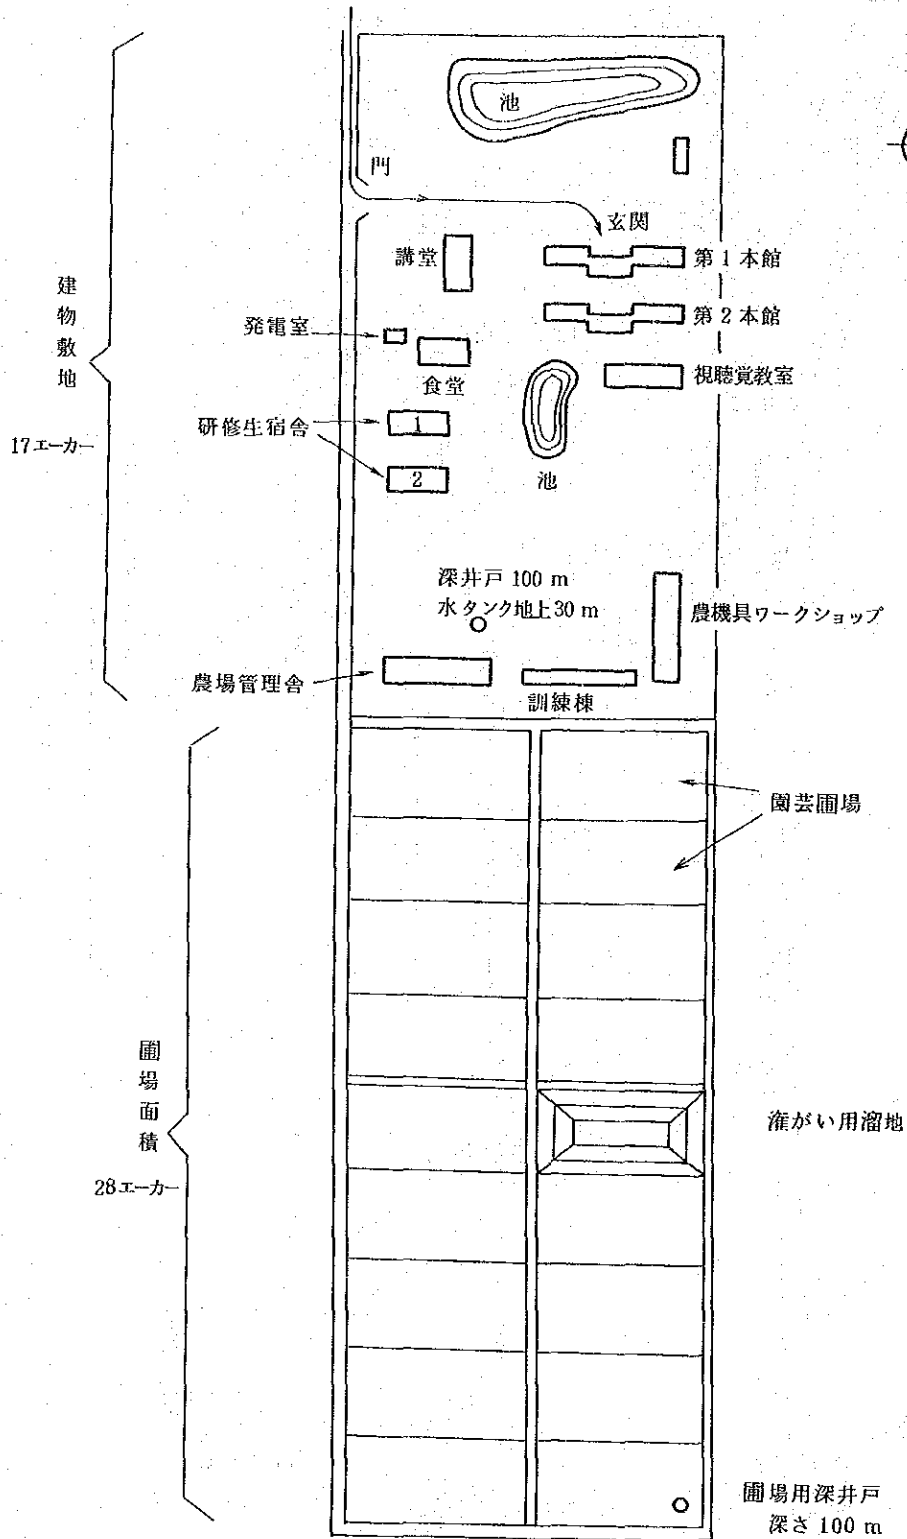 池
門
玄関
講堂
第1本館
建物敷地
発電室
第2本館
食堂
視聴覚教室
17エーカー
研修生宿舎
1
2
池
深井戸 100 m
水タンク地上30 m
農機具ワークショップ
農場管理舎
訓練棟
園芸圃場
圃場面積
28エーカー
灌がい用溜地
圃場用深井戸
深さ 100 m